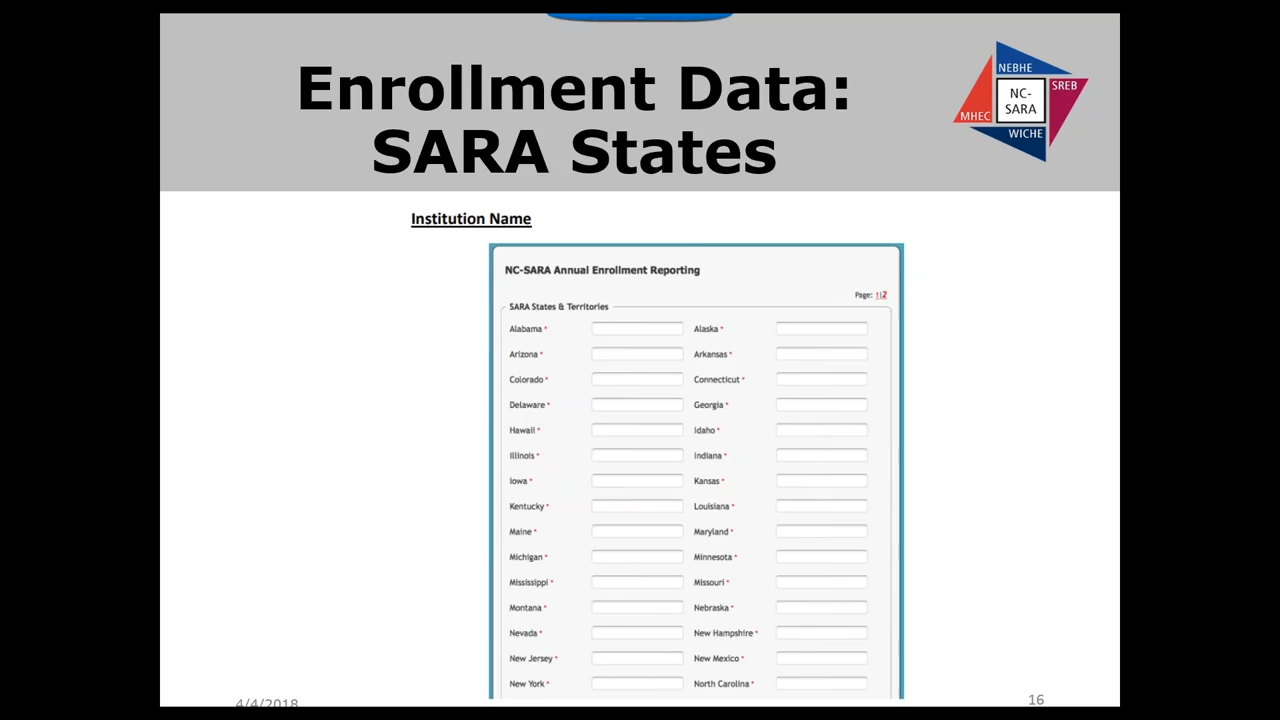 Enrollment Data:
SARA States
NEBHE
SREB
NC-
SARA
MHEC
WICHE
Institution Name
NC-SARA Annual Enrollment Reporting
Page: 1|2
SARA States & Territories
Alabama * Alaska *
Arizona * Arkansas *
Colorado * Connecticut *
Delaware * Georgia *
Hawaii * Idaho *
Illinois * Indiana *
Iowa * Kansas *
Kentucky * Louisiana *
Maine * Maryland *
Michigan * Minnesota *
Mississippi * Missouri *
Montana * Nebraska *
Nevada * New Hampshire *
New Jersey * New Mexico *
New York * North Carolina *
4/4/2018 16